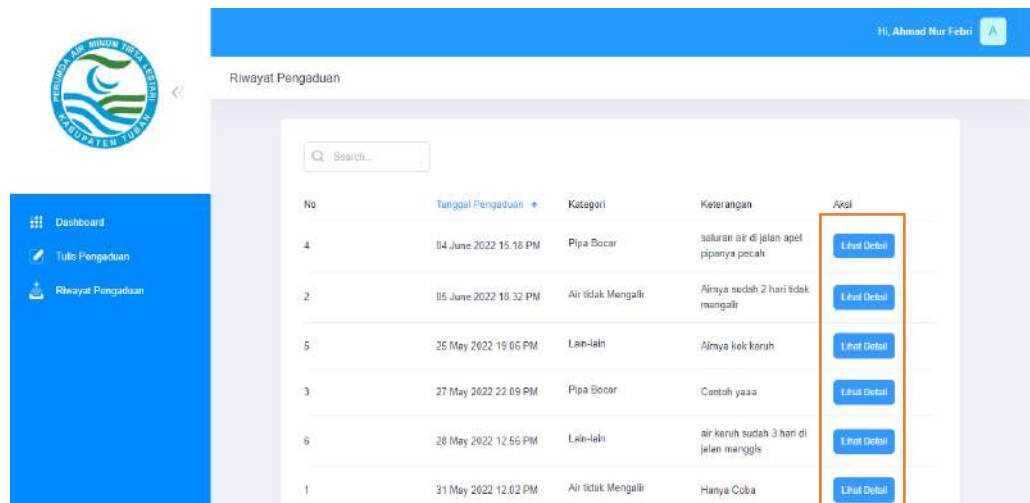 Hi, Ahmad Nur Febri A
PERUMDA AIR MINUM TIRTA LESTARI
KABUPATEN TUBAN
Riwayat Pengaduan
Search...
No Tanggal Pengaduan Kategori Keterangan Aksi
Dashboard
Tulis Pengaduan
Riwayat Pengaduan
4 04 June 2022 15.18 PM Pipa Bocor saluran air di jalan apel
pipanya pecah Lihat Detail
2 05 June 2022 18.32 PM Air tidak Mengalir Airnya sudah 2 hari tidak
mengalir Lihat Detail
5 25 May 2022 19.06 PM Lain-lain Airnya kok keruh Lihat Detail
3 27 May 2022 22.09 PM Pipa Bocor Contoh yaaa Lihat Detail
6 28 May 2022 12.56 PM Lain-lain air keruh sudah 3 hari di
jalan manggis Lihat Detail
1 31 May 2022 12.02 PM Air tidak Mengalir Hanya Coba Lihat Detail